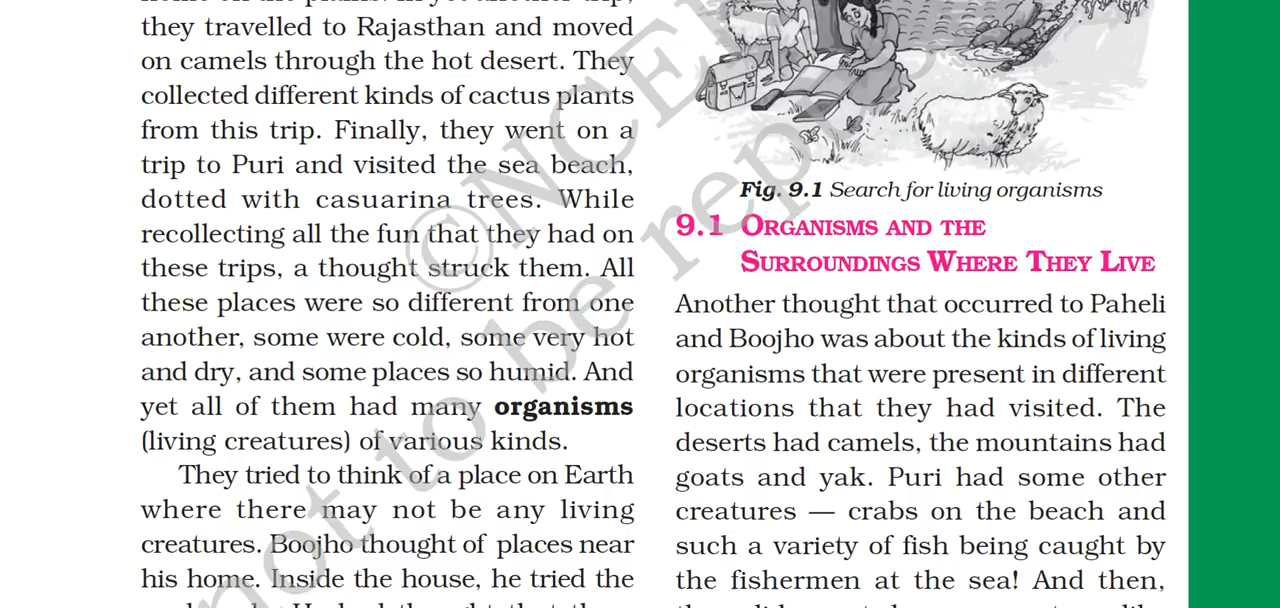 they travelled to Rajasthan and moved
on camels through the hot desert. They
collected different kinds of cactus plants
from this trip. Finally, they went on a
trip to Puri and visited the sea beach,
dotted with casuarina trees. While
recollecting all the fun that they had on
these trips, a thought struck them. All
these places were so different from one
another, some were cold, some very hot
and dry, and some places so humid. And
yet all of them had many organisms
(living creatures) of various kinds.
They tried to think of a place on Earth
where there may not be any living
creatures. Boojho thought of places near
his home. Inside the house, he tried the
Fig. 9.1 Search for living organisms
9.1 ORGANISMS AND THE
SURROUNDINGS WHERE THEY LIVE
Another thought that occurred to Paheli
and Boojho was about the kinds of living
organisms that were present in different
locations that they had visited. The
deserts had camels, the mountains had
goats and yak. Puri had some other
creatures — crabs on the beach and
such a variety of fish being caught by
the fishermen at the sea! And then,
©NCE
not to be rep